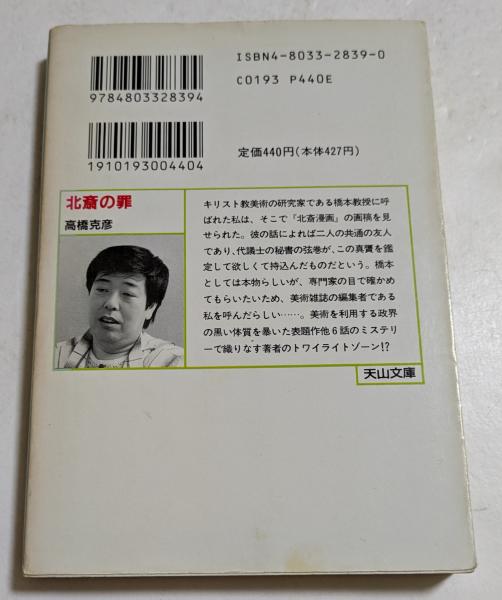 ISBN4-8033-2839-0
C0193 P440E
9784803328394
定価440円(本体427円)
1910193004404
北斎の罪
高橋克彦
キリスト教美術の研究家である橋本教授に呼
ばれた私は、そこで『北斎漫画』の画稿を見
せられた。彼の話によれば二人の共通の友人
であり、代議士の秘書の弦巻が、この真贋を鑑
定して欲しくて持込んだものだという。橋本
としては本物らしいが、専門家の目で確かめ
てもらいたいため、美術雑誌の編集者である
私を呼んだらしい……。美術を利用する政界
の黒い体質を暴いた表題作他6話のミステリ
ーで織りなす著者のトワイライトゾーン!?
天山文庫